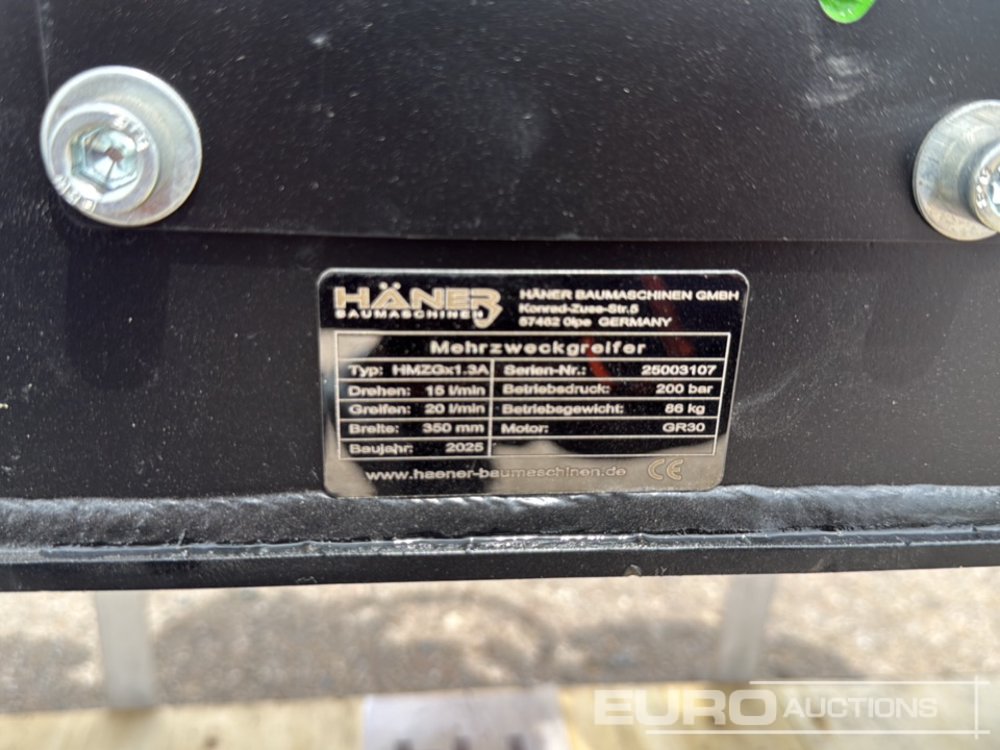 HÄNER
BAUMASCHINEN
HÄNER BAUMASCHINEN GMBH
Konrad-Zuse-Str.5
57462 Olpe GERMANY
Mehrzweckgreifer
Typ: HMZGx1.3A Serien-Nr.: 25003107
Drehen: 15 l/min Betriebsdruck: 200 bar
Greifen: 20 l/min Betriebsgewicht: 86 kg
Breite: 350 mm Motor: GR30
Baujahr: 2025
www.haener-baumaschinen.de CE
EURO AUCTIONS